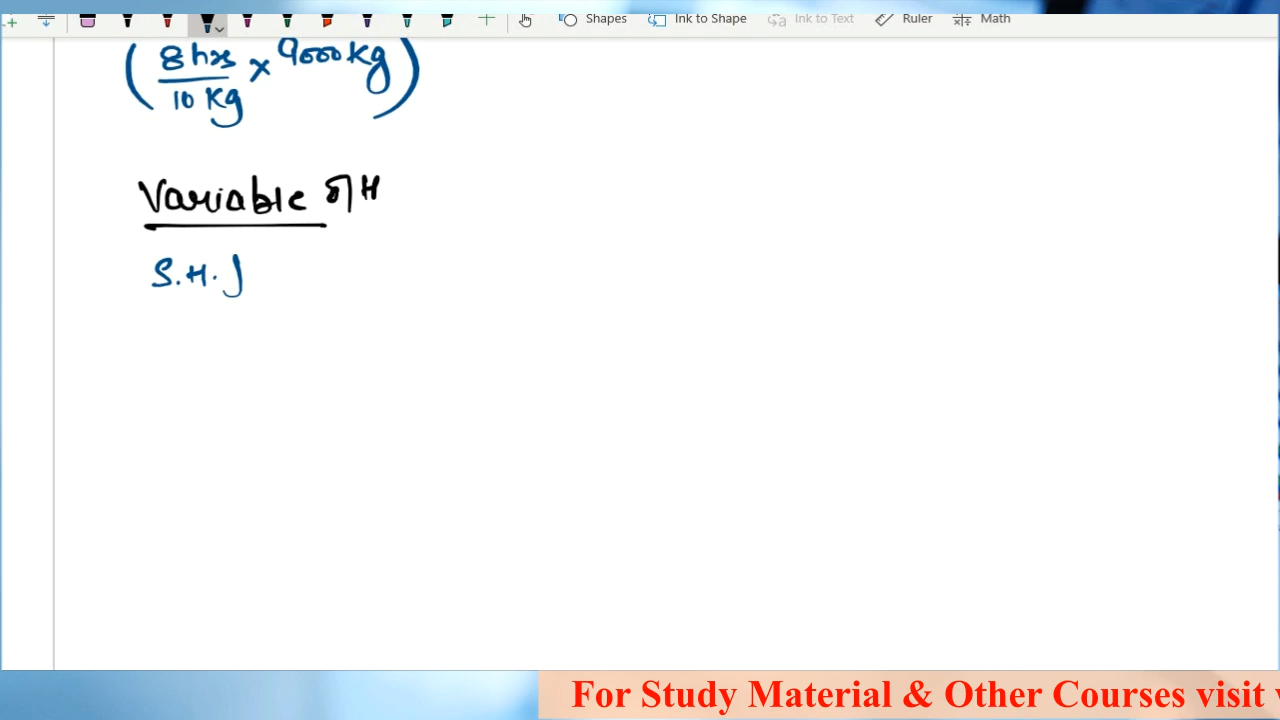 Shapes Ink to Shape Ink to Text Ruler Math
( 8 hrs / 10 Kg × 9000 kg )
Variable OH
S.H. J
For Study Material & Other Courses visit